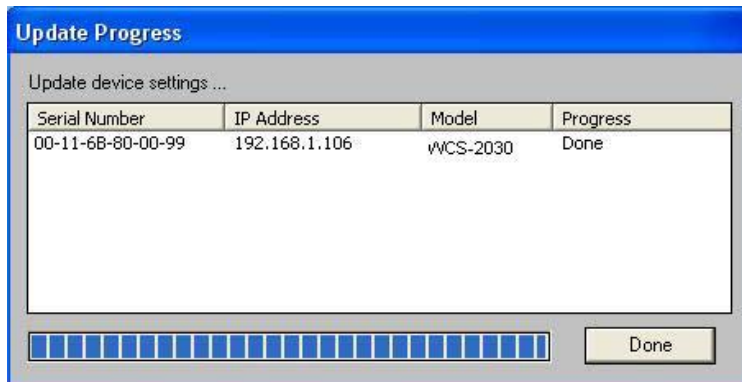 Update Progress
Update device settings ...
Serial Number IP Address Model Progress
00-11-6B-80-00-99 192.168.1.106 WCS-2030 Done
Done